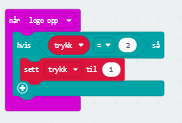 når logo opp
hvis trykk = 2 så
sett trykk til 1